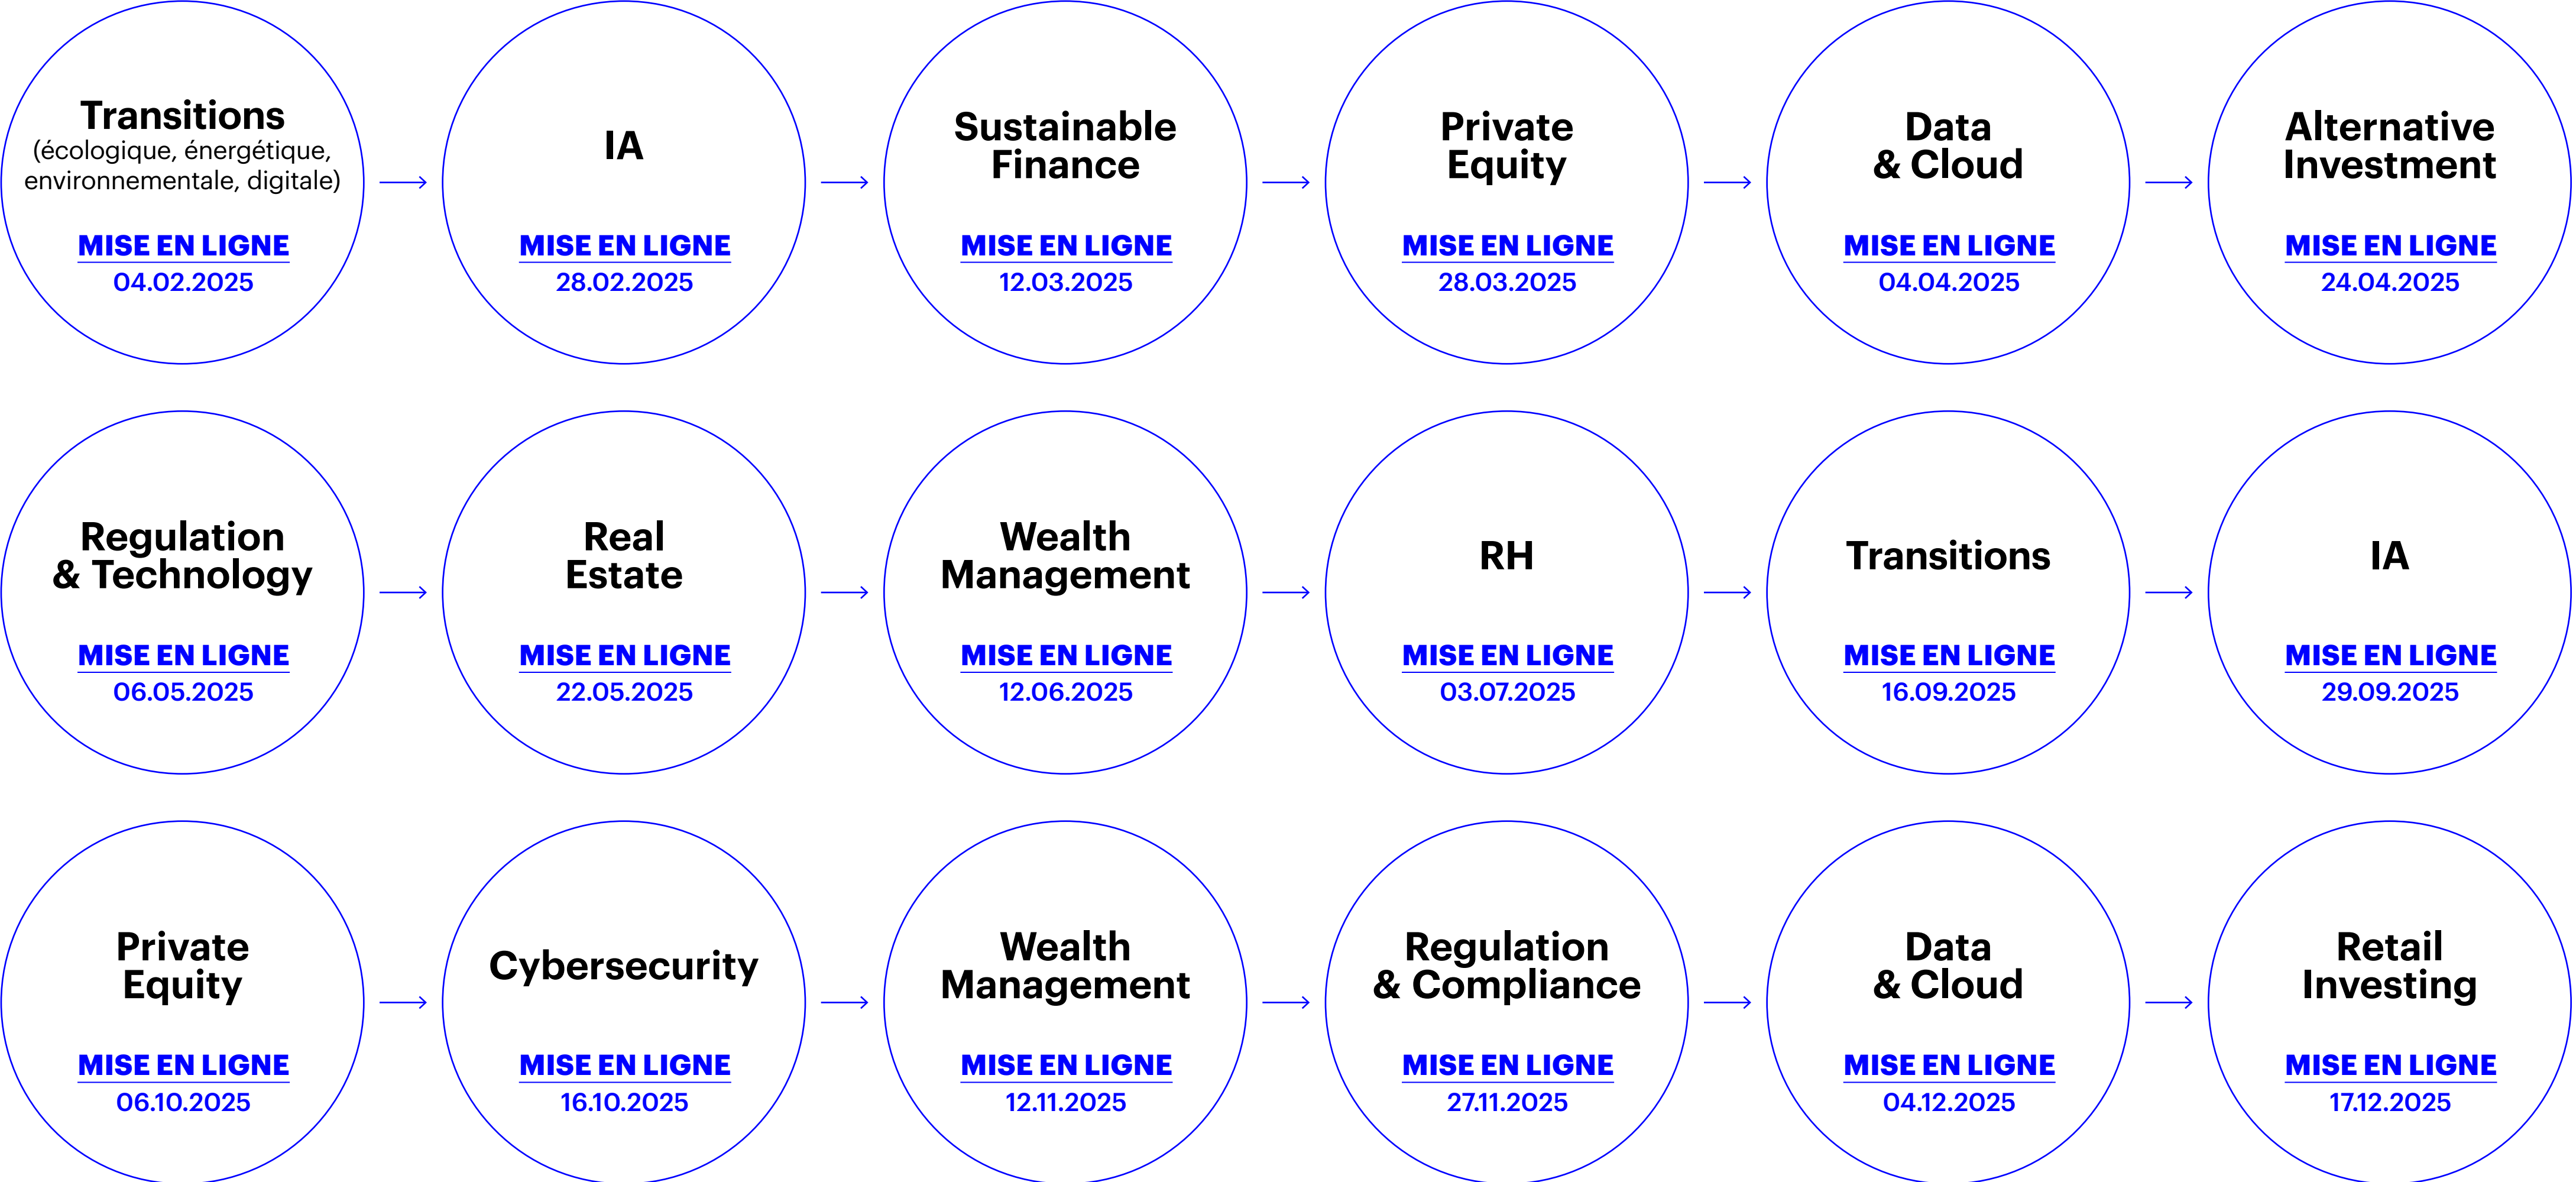 Transitions
(écologique, énergétique,
environnementale, digitale)
MISE EN LIGNE
04.02.2025
IA
MISE EN LIGNE
28.02.2025
Sustainable
Finance
MISE EN LIGNE
12.03.2025
Private
Equity
MISE EN LIGNE
28.03.2025
Data
& Cloud
MISE EN LIGNE
04.04.2025
Alternative
Investment
MISE EN LIGNE
24.04.2025
Regulation
& Technology
MISE EN LIGNE
06.05.2025
Real
Estate
MISE EN LIGNE
22.05.2025
Wealth
Management
MISE EN LIGNE
12.06.2025
RH
MISE EN LIGNE
03.07.2025
Transitions
MISE EN LIGNE
16.09.2025
IA
MISE EN LIGNE
29.09.2025
Private
Equity
MISE EN LIGNE
06.10.2025
Cybersecurity
MISE EN LIGNE
16.10.2025
Wealth
Management
MISE EN LIGNE
12.11.2025
Regulation
& Compliance
MISE EN LIGNE
27.11.2025
Data
& Cloud
MISE EN LIGNE
04.12.2025
Retail
Investing
MISE EN LIGNE
17.12.2025